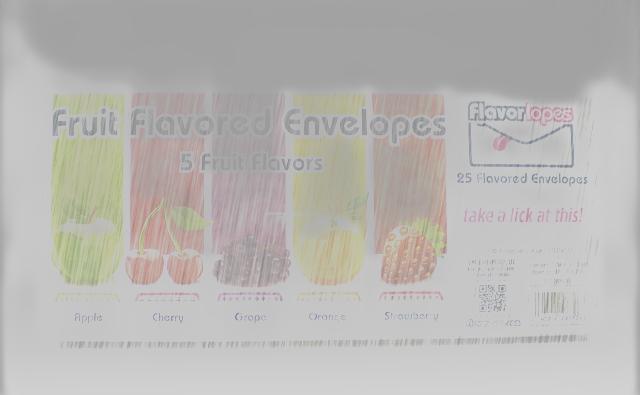 Fruit Flavored Envelopes
5 Fruit Flavors
Apple
Cherry
Grape
Orange
Strawberry
flavorlopes
25 Flavored Envelopes
take a lick at this!